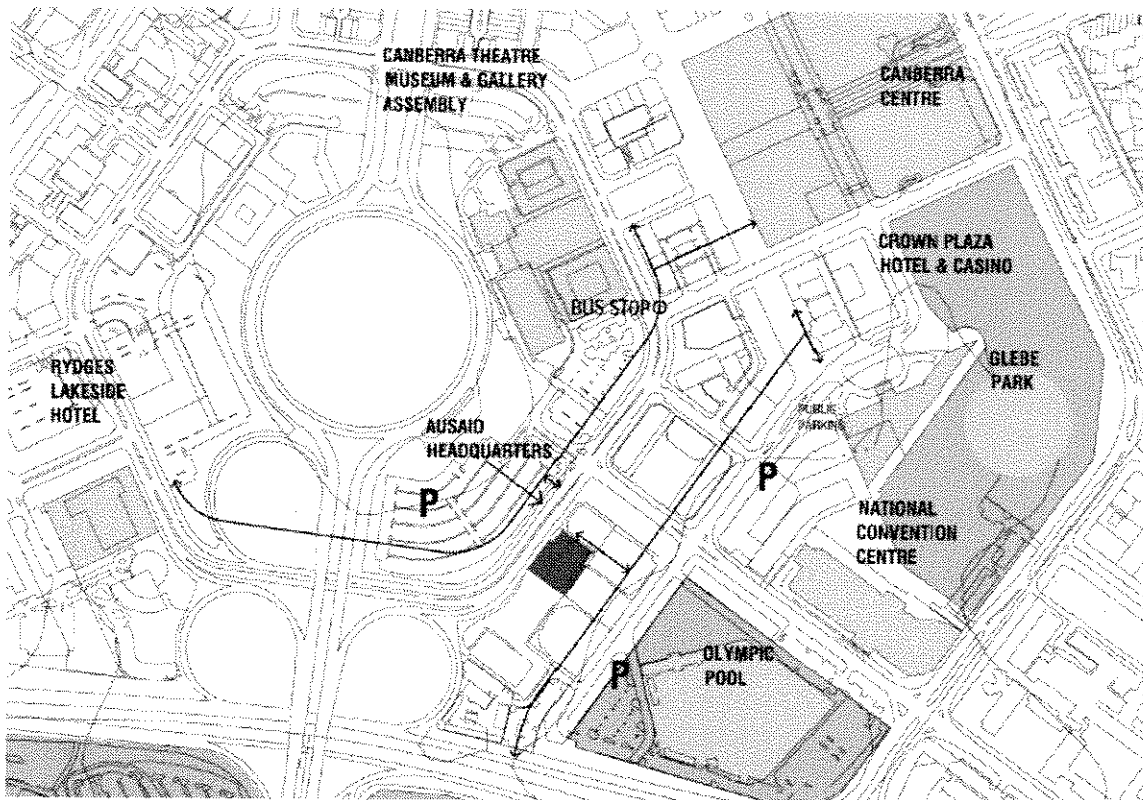 CANBERRA THEATRE
MUSEUM & GALLERY
ASSEMBLY
CANBERRA
CENTRE
CROWN PLAZA
HOTEL & CASINO
BUS STOP
RYDGES
LAKESIDE
HOTEL
GLEBE
PARK
PUBLIC
PARKING
AUSAID
HEADQUARTERS
P
P
NATIONAL
CONVENTION
CENTRE
OLYMPIC
POOL
P